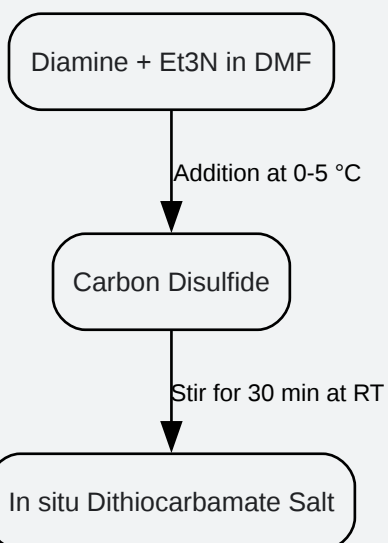 Diamine + Et3N in DMF
Addition at 0-5 °C
Carbon Disulfide
Stir for 30 min at RT
In situ Dithiocarbamate Salt